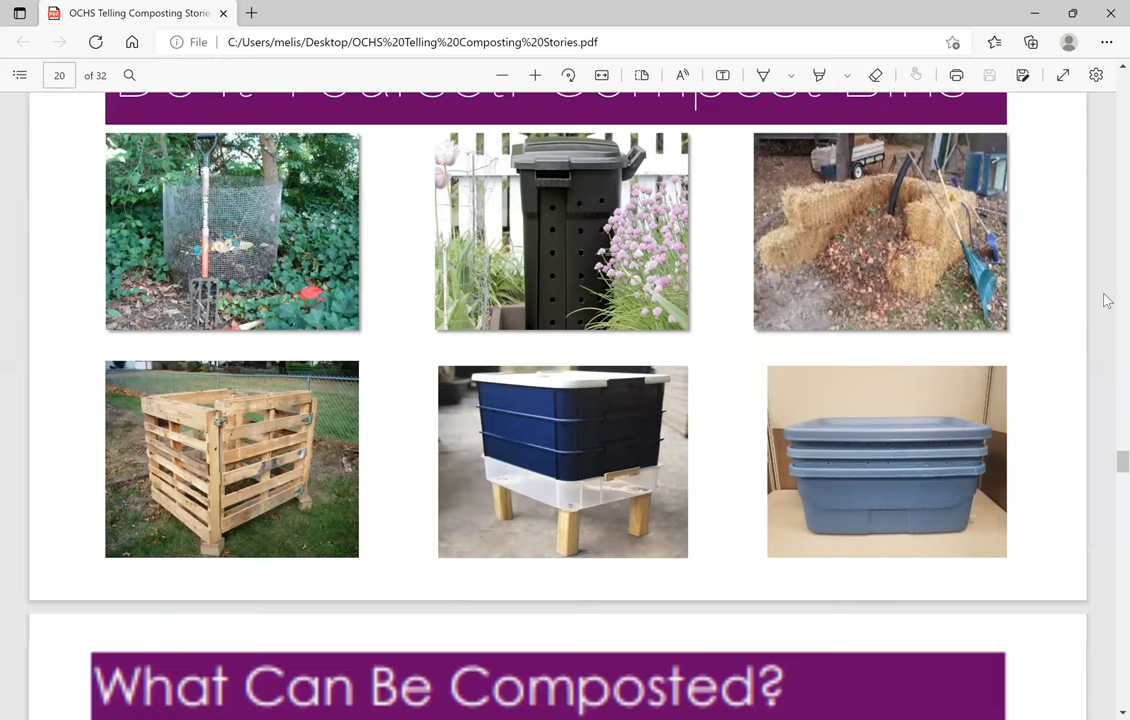 OCHS Telling Composting Storie
File C:/Users/melis/Desktop/OCHS%20Telling%20Composting%20Stories.pdf
20 of 32
What Can Be Composted?